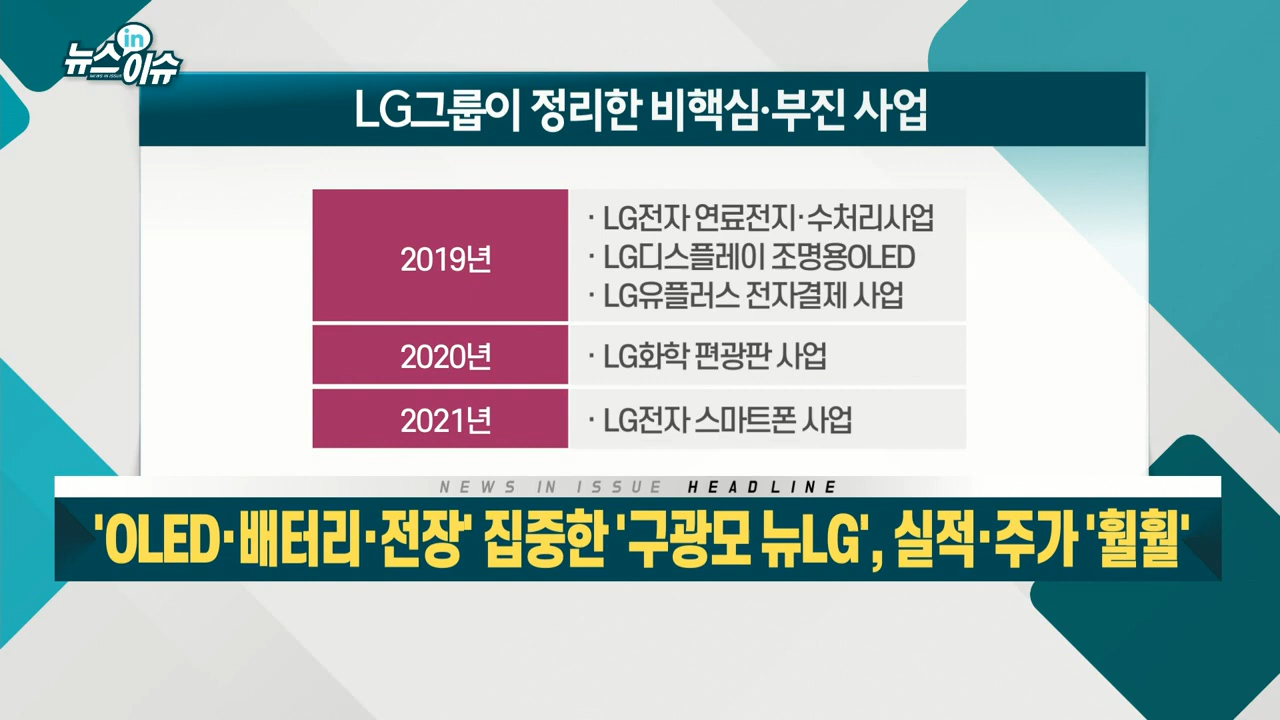 뉴스in이슈
NEWS IN ISSUE
LG그룹이 정리한 비핵심·부진 사업
2019년
· LG전자 연료전지·수처리사업
· LG디스플레이 조명용OLED
· LG유플러스 전자결제 사업
2020년
· LG화학 편광판 사업
2021년
· LG전자 스마트폰 사업
NEWS IN ISSUE HEADLINE
'OLED·배터리·전장' 집중한 '구광모 뉴LG', 실적·주가 '훨훨'